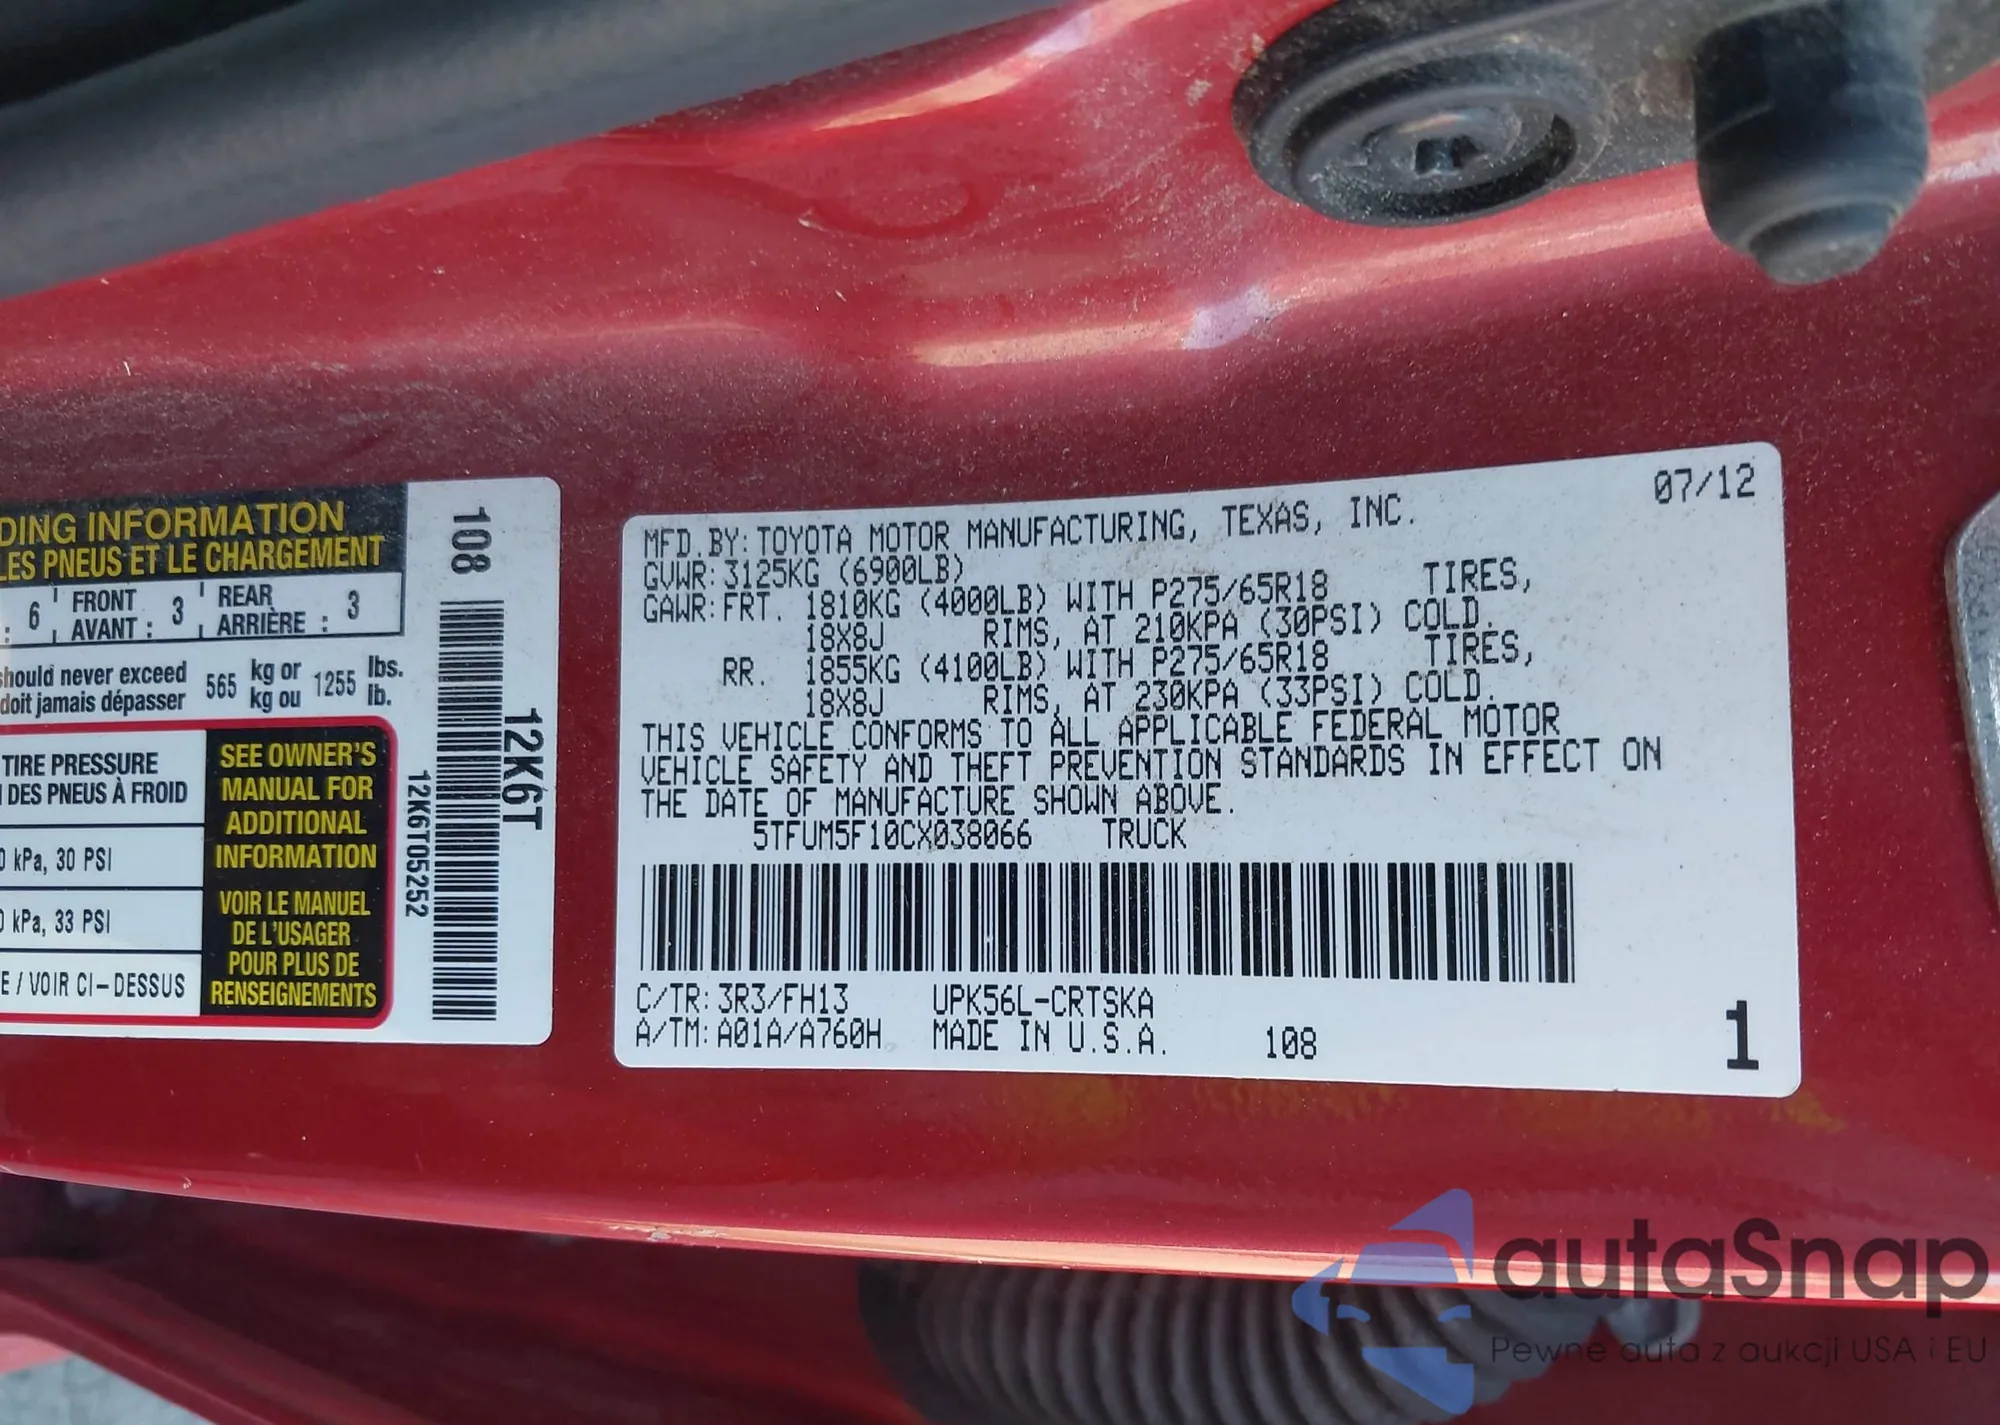 DING INFORMATION
LES PNEUS ET LE CHARGEMENT
: 6 FRONT AVANT : 3 REAR ARRIÈRE : 3
should never exceed 565 kg or 1255 lbs.
doit jamais dépasser kg ou lb.
TIRE PRESSURE
DES PNEUS À FROID
0 kPa, 30 PSI
0 kPa, 33 PSI
E / VOIR CI-DESSUS
SEE OWNER'S
MANUAL FOR
ADDITIONAL
INFORMATION
VOIR LE MANUEL
DE L'USAGER
POUR PLUS DE
RENSEIGNEMENTS
108
12K6T
12K6T05252
07/12
MFD.BY:TOYOTA MOTOR MANUFACTURING, TEXAS, INC.
GVWR:3125KG (6900LB)
GAWR:FRT. 1810KG (4000LB) WITH P275/65R18 TIRES,
18X8J RIMS, AT 210KPA (30PSI) COLD.
RR. 1855KG (4100LB) WITH P275/65R18 TIRES,
18X8J RIMS, AT 230KPA (33PSI) COLD.
THIS VEHICLE CONFORMS TO ALL APPLICABLE FEDERAL MOTOR
VEHICLE SAFETY AND THEFT PREVENTION STANDARDS IN EFFECT ON
THE DATE OF MANUFACTURE SHOWN ABOVE.
5TFUM5F10CX038066 TRUCK
C/TR:3R3/FH13 UPK56L-CRTSKA
A/TM:A01A/A760H MADE IN U.S.A. 108
1
autaSnap
Pewne auta z aukcji USA i EU